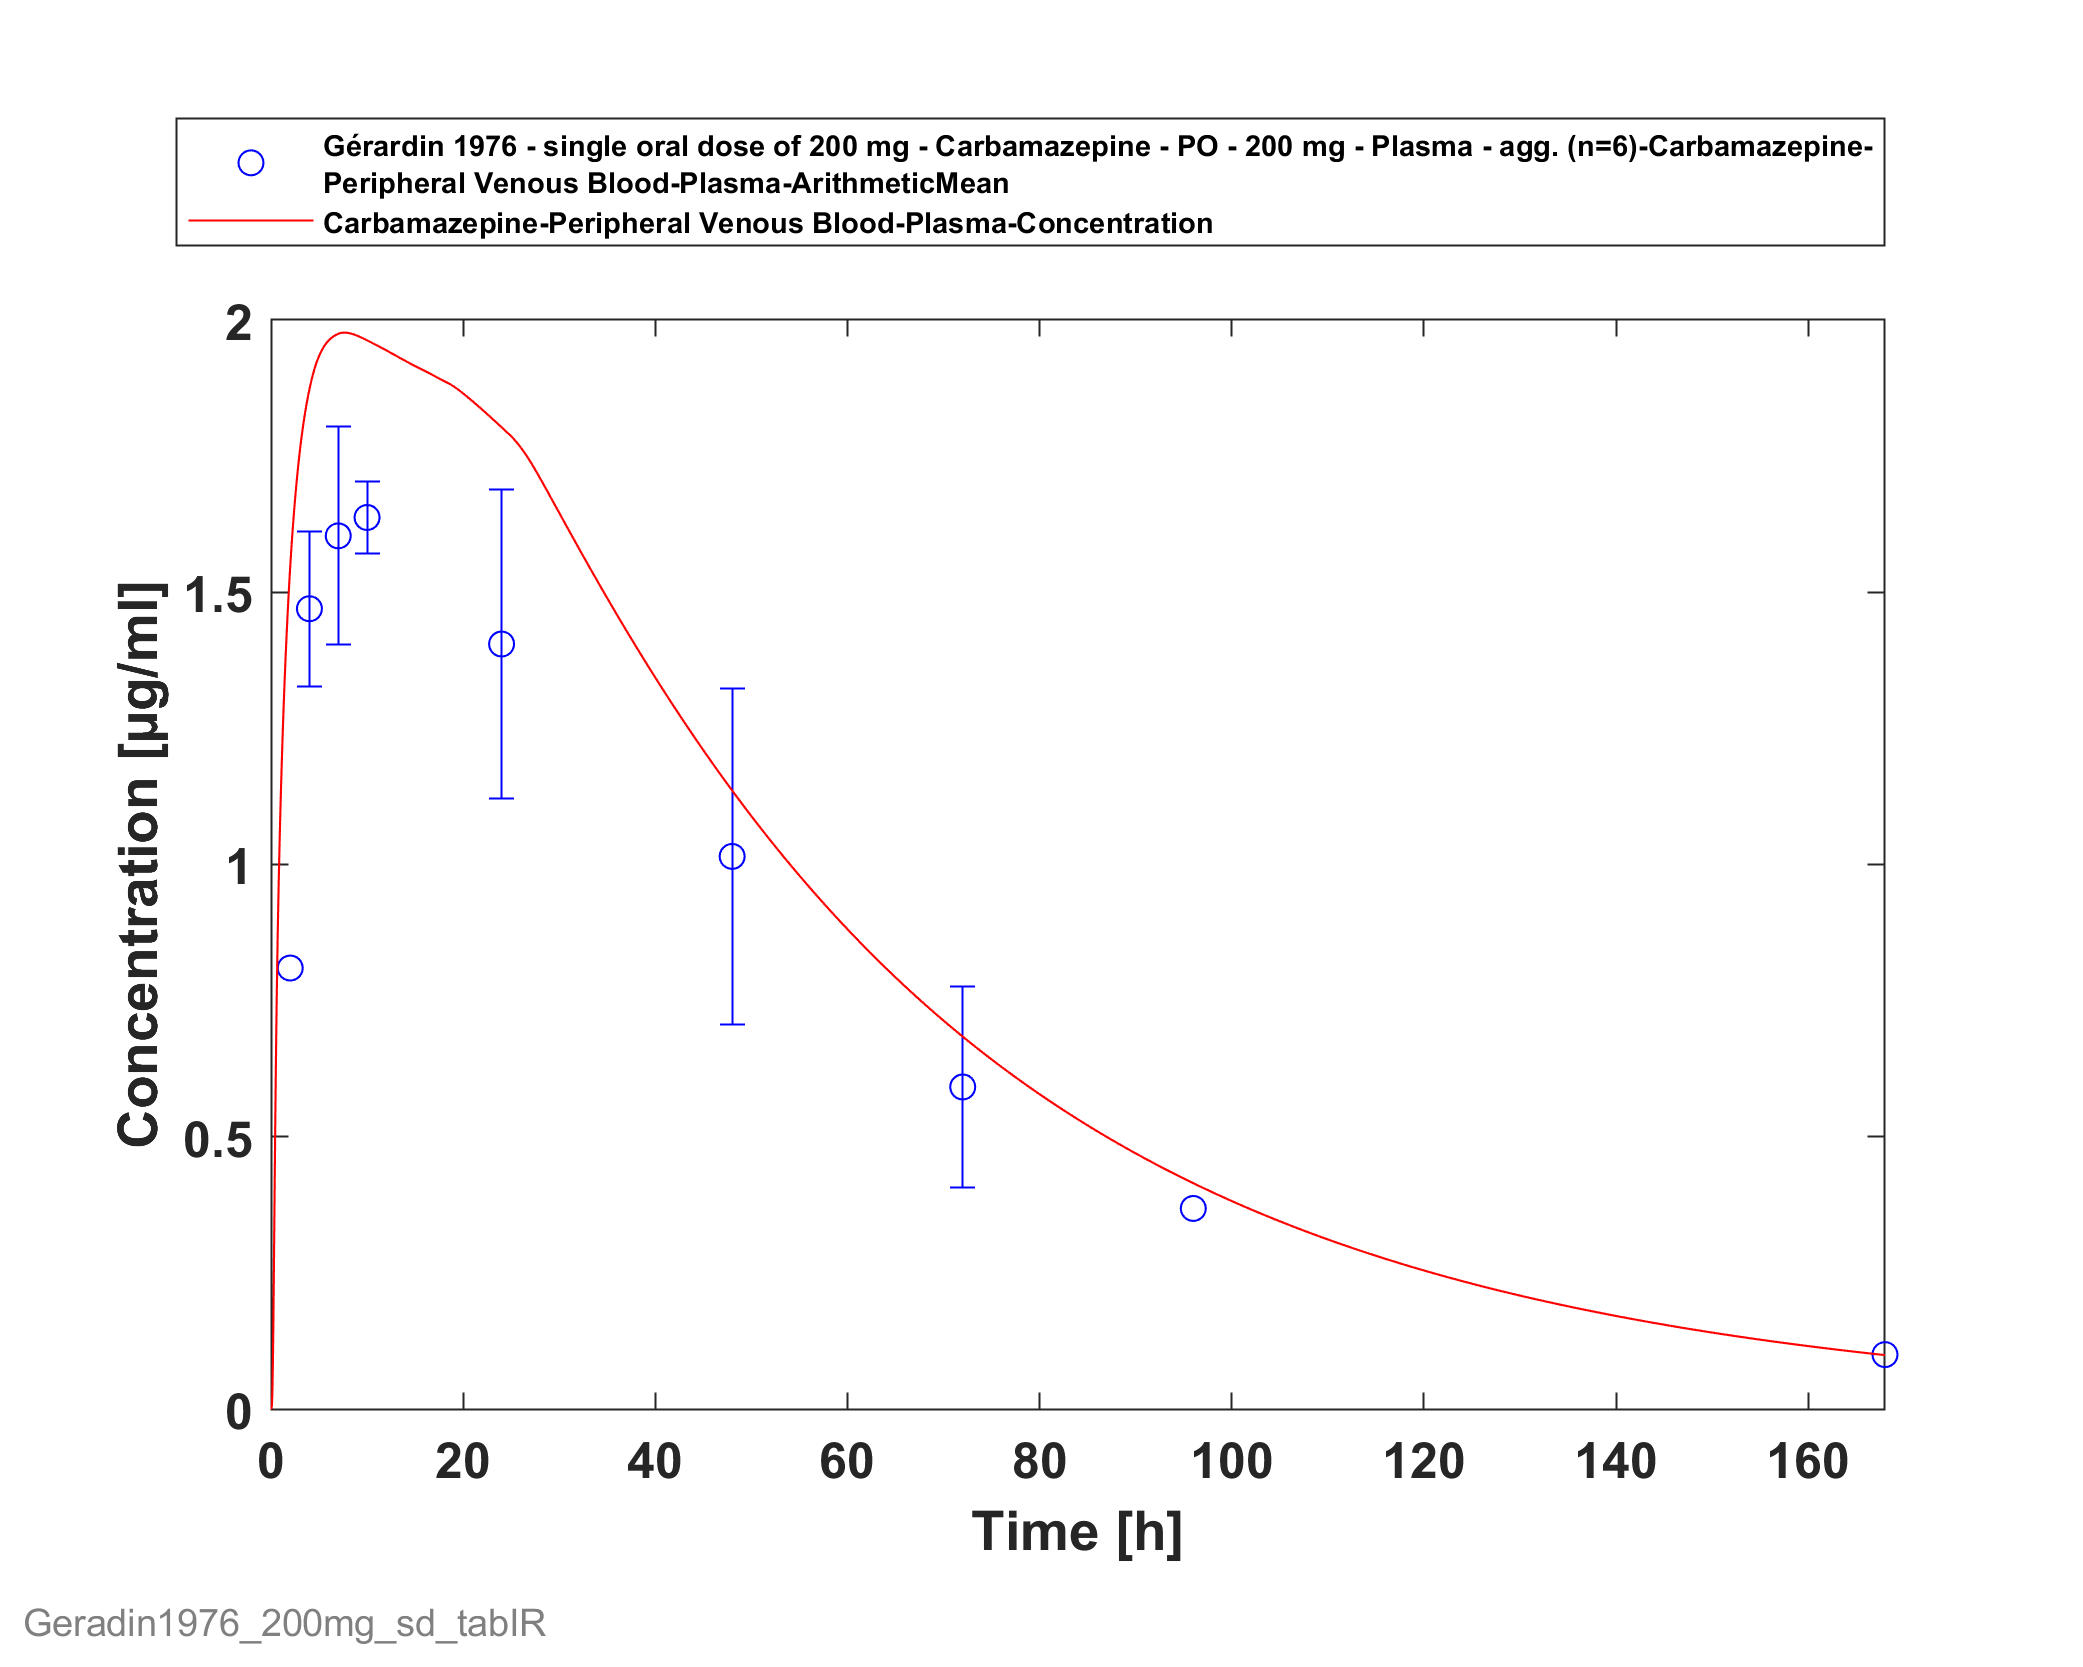 Gérardin 1976 - single oral dose of 200 mg - Carbamazepine - PO - 200 mg - Plasma - agg. (n=6)-Carbamazepine-
Peripheral Venous Blood-Plasma-ArithmeticMean
Carbamazepine-Peripheral Venous Blood-Plasma-Concentration
2
1.5
1
0.5
0
Concentration [µg/ml]
0 20 40 60 80 100 120 140 160
Time [h]
Geradin1976_200mg_sd_tabIR